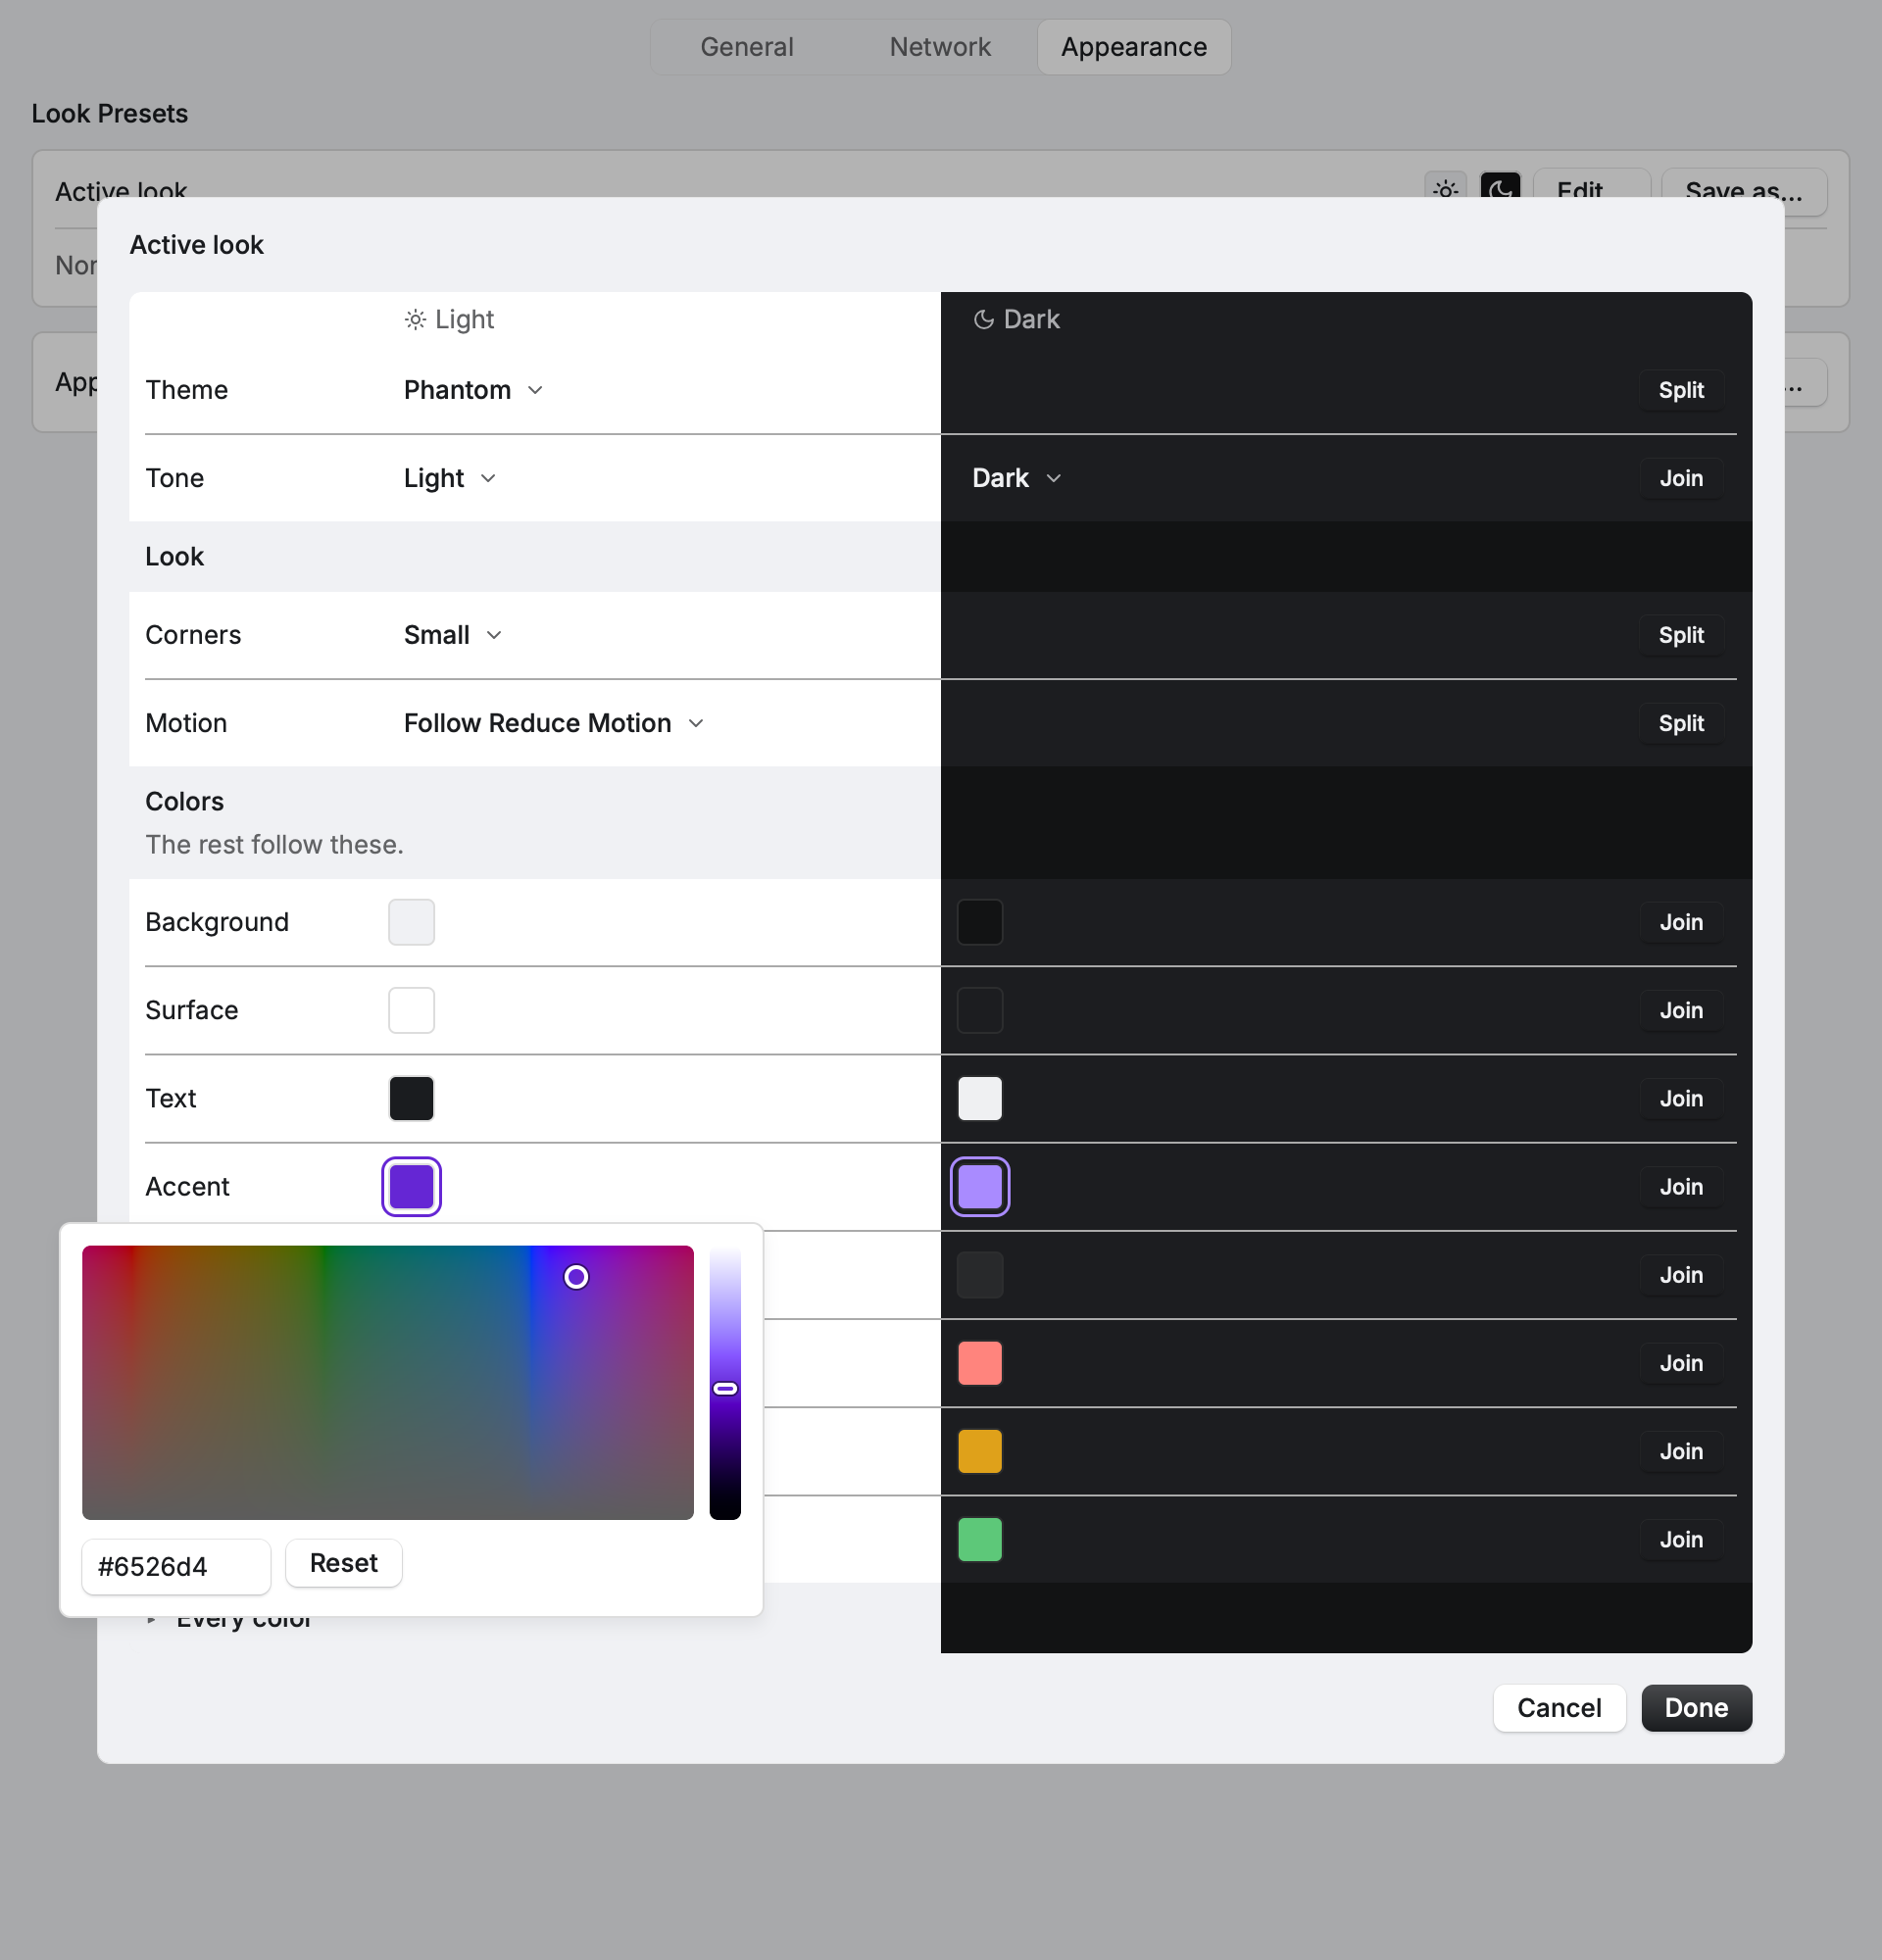 General Network Appearance
Look Presets
Active look Edit Save as...
Active look
Light Dark
Theme Phantom Split
Tone Light Dark Join
Look
Corners Small Split
Motion Follow Reduce Motion Split
Colors
The rest follow these.
Background Join
Surface Join
Text Join
Accent Join
Join
Join
Join
Join
#6526d4 Reset
Every color
Cancel Done